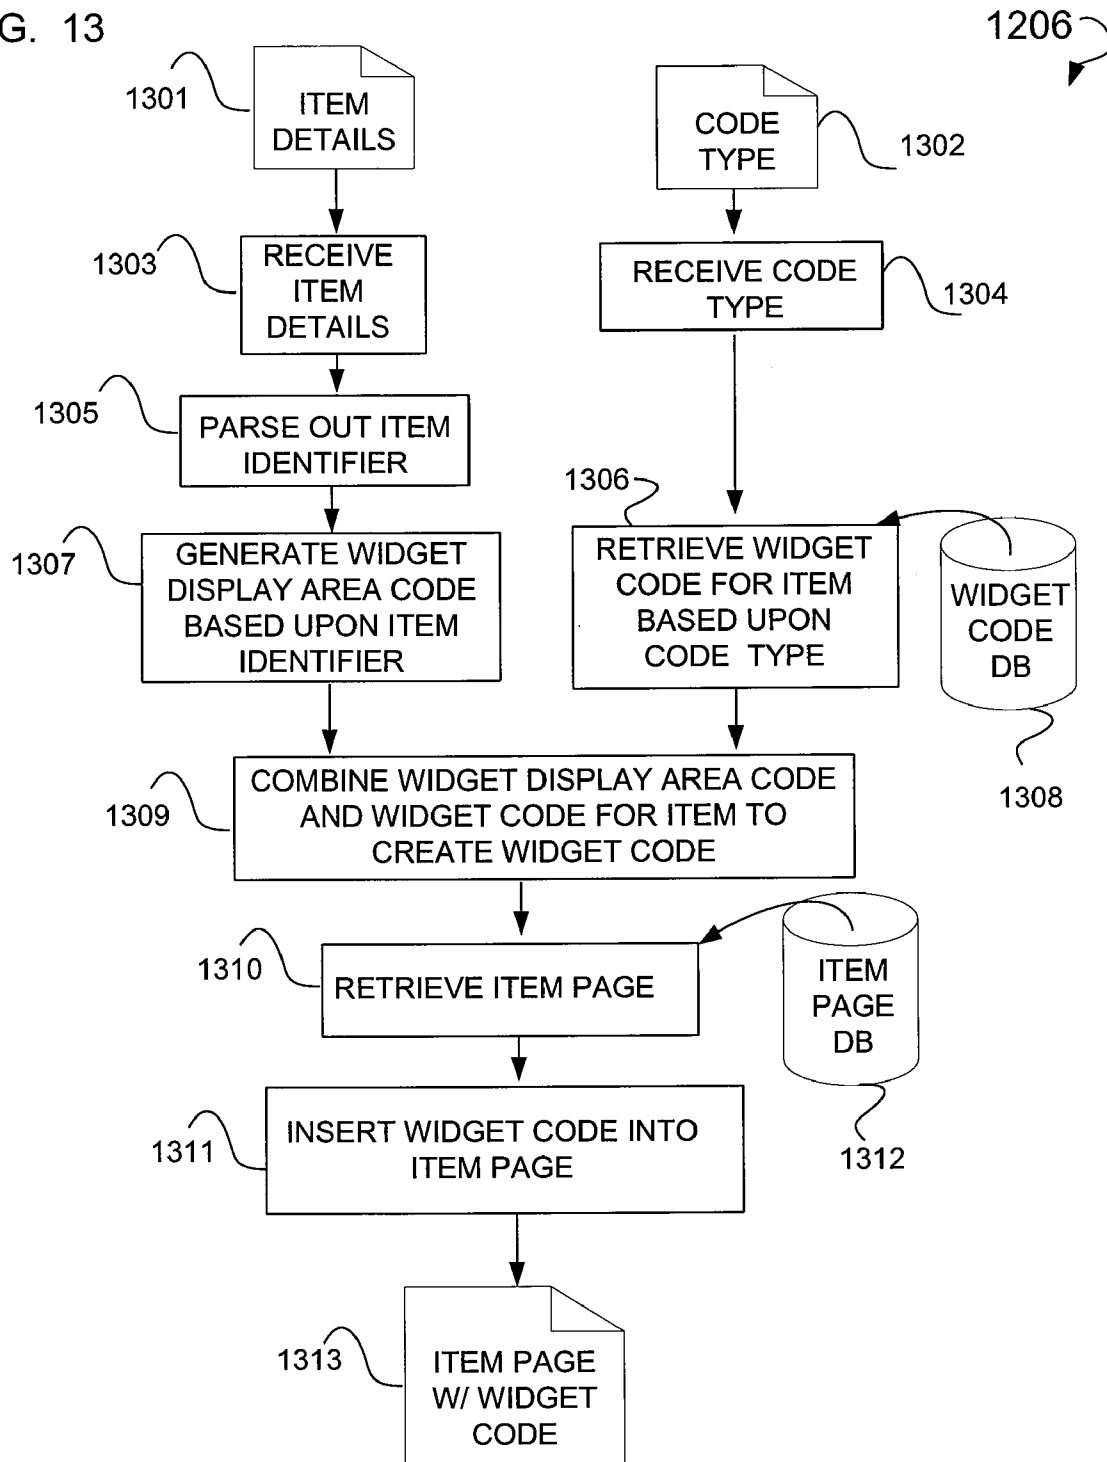 G. 13
1206
1301
ITEM
DETAILS
CODE
TYPE
1302
1303
RECEIVE
ITEM
DETAILS
RECEIVE CODE
TYPE
1304
1305
PARSE OUT ITEM
IDENTIFIER
1306
1307
GENERATE WIDGET
DISPLAY AREA CODE
BASED UPON ITEM
IDENTIFIER
RETRIEVE WIDGET
CODE FOR ITEM
BASED UPON
CODE TYPE
WIDGET
CODE
DB
1308
1309
COMBINE WIDGET DISPLAY AREA CODE
AND WIDGET CODE FOR ITEM TO
CREATE WIDGET CODE
1310
RETRIEVE ITEM PAGE
ITEM
PAGE
DB
1312
1311
INSERT WIDGET CODE INTO
ITEM PAGE
1313
ITEM PAGE
W/ WIDGET
CODE